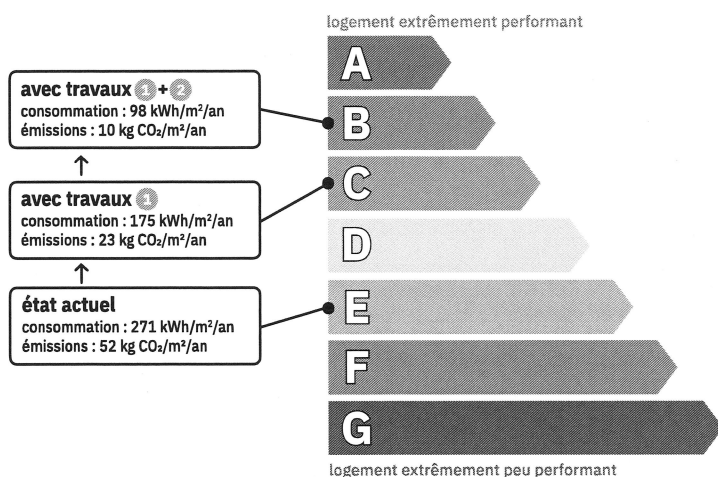 logement extrêmement performant
A
avec travaux 1 + 2
consommation : 98 kWh/m²/an
émissions : 10 kg CO₂/m²/an
B
avec travaux 1
consommation : 175 kWh/m²/an
émissions : 23 kg CO₂/m²/an
C
D
état actuel
consommation : 271 kWh/m²/an
émissions : 52 kg CO₂/m²/an
E
F
G
logement extrêmement peu performant